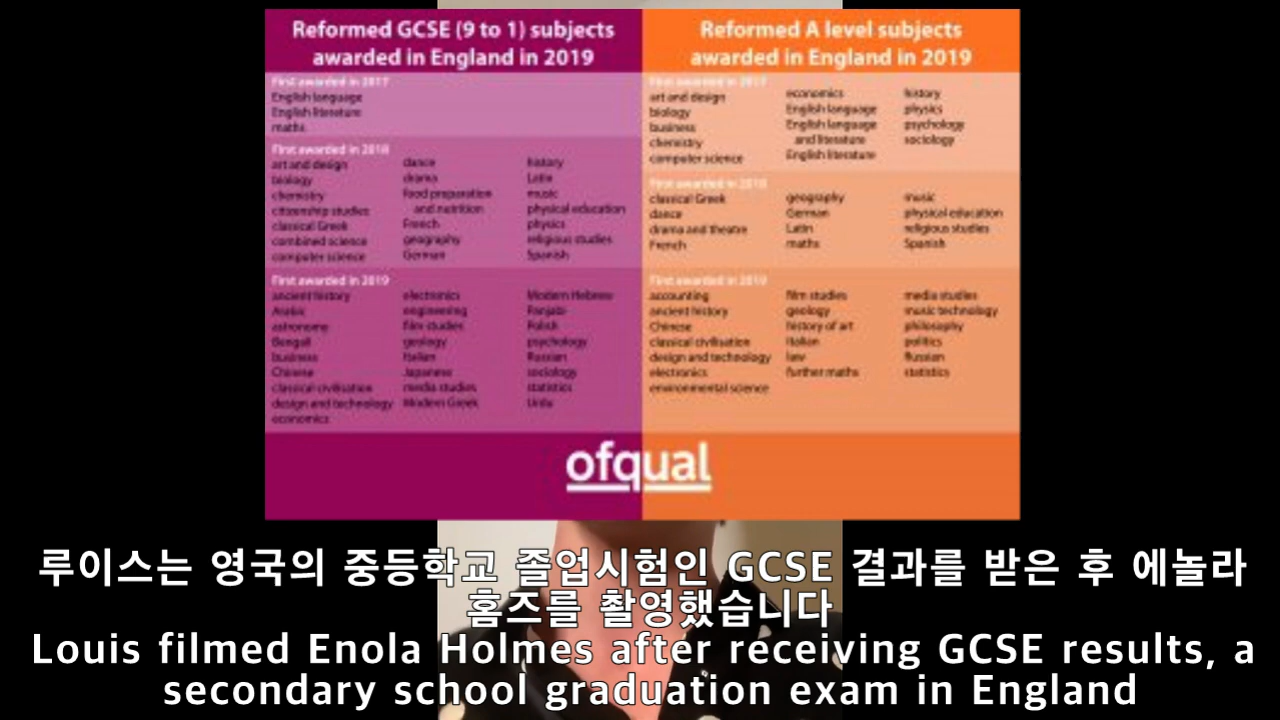 Reformed GCSE (9 to 1) subjects
awarded in England in 2019
First awarded in 2017
English language
English literature
maths
First awarded in 2018
art and design
biology
chemistry
citizenship studies
classical Greek
combined science
computer science
dance
drama
food preparation
and nutrition
French
geography
German
history
Latin
music
physical education
physics
religious studies
Spanish
First awarded in 2019
ancient history
Arabic
astronomy
Bengali
business
Chinese
classical civilisation
design and technology
economics
electronics
engineering
film studies
geology
Italian
Japanese
media studies
Modern Greek
Modern Hebrew
Panjabi
Polish
psychology
Russian
sociology
statistics
Urdu
Reformed A level subjects
awarded in England in 2019
First awarded in 2017
art and design
biology
business
chemistry
computer science
economics
English language
English language
and literature
English literature
history
physics
psychology
sociology
First awarded in 2018
classical Greek
dance
drama and theatre
French
geography
German
Latin
maths
music
physical education
religious studies
Spanish
First awarded in 2019
accounting
ancient history
Chinese
classical civilisation
design and technology
electronics
environmental science
film studies
geology
history of art
Italian
law
further maths
media studies
music technology
philosophy
politics
Russian
statistics
ofqual
루이스는 영국의 중등학교 졸업시험인 GCSE 결과를 받은 후 에놀라
홈즈를 촬영했습니다
Louis filmed Enola Holmes after receiving GCSE results, a
secondary school graduation exam in England